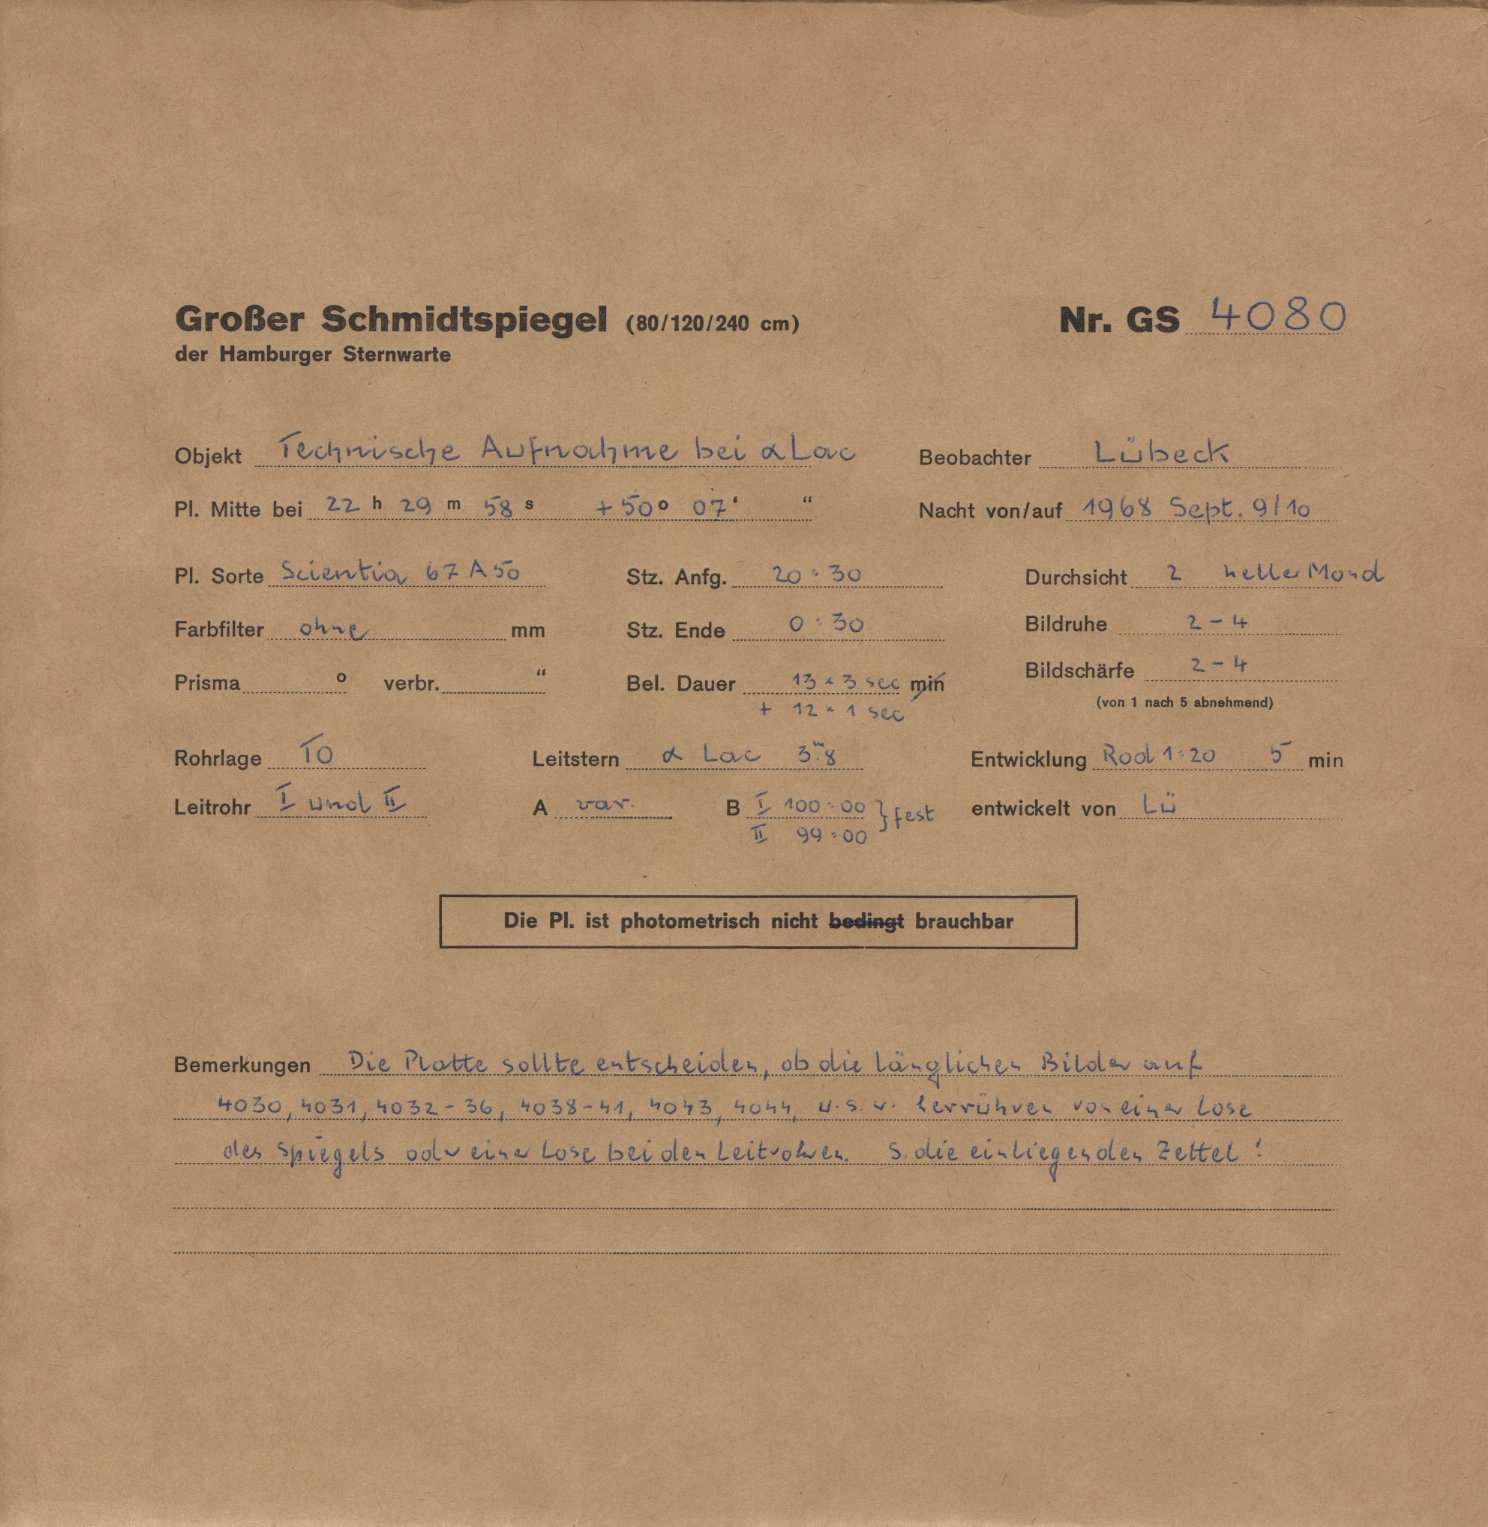 Großer Schmidtspiegel (80/120/240 cm) Nr. GS 4080
der Hamburger Sternwarte
Objekt Technische Aufnahme bei α Lac Beobachter Lübeck
Pl. Mitte bei 22 h 29 m 58 s +50° 07' “ Nacht von/auf 1968 Sept. 9/10
Pl. Sorte Scientia 67 A 50 Stz. Anfg. 20:30 Durchsicht 2 heller Mond
Farbfilter ohne mm Stz. Ende 0:30 Bildruhe 2-4
Prisma ° verbr. “ Bel. Dauer 13 × 3 sec min Bildschärfe 2-4
+ 12 × 1 sec (von 1 nach 5 abnehmend)
Rohrlage TO Leitstern α Lac 3.ᵐ8 Entwicklung Rod 1:20 5 min
Leitrohr I und II A var. B I 100:00 } fest entwickelt von Lü
II 99:00
Die Pl. ist photometrisch nicht bedingt brauchbar
Bemerkungen Die Platte sollte entscheiden, ob die länglichen Bilder auf
4030, 4031, 4032-36, 4038-41, 4043, 4044, u.s.w. herrühren von einer Lose
des Spiegels oder einer Lose bei den Leitrohren. S. die einliegenden Zettel!